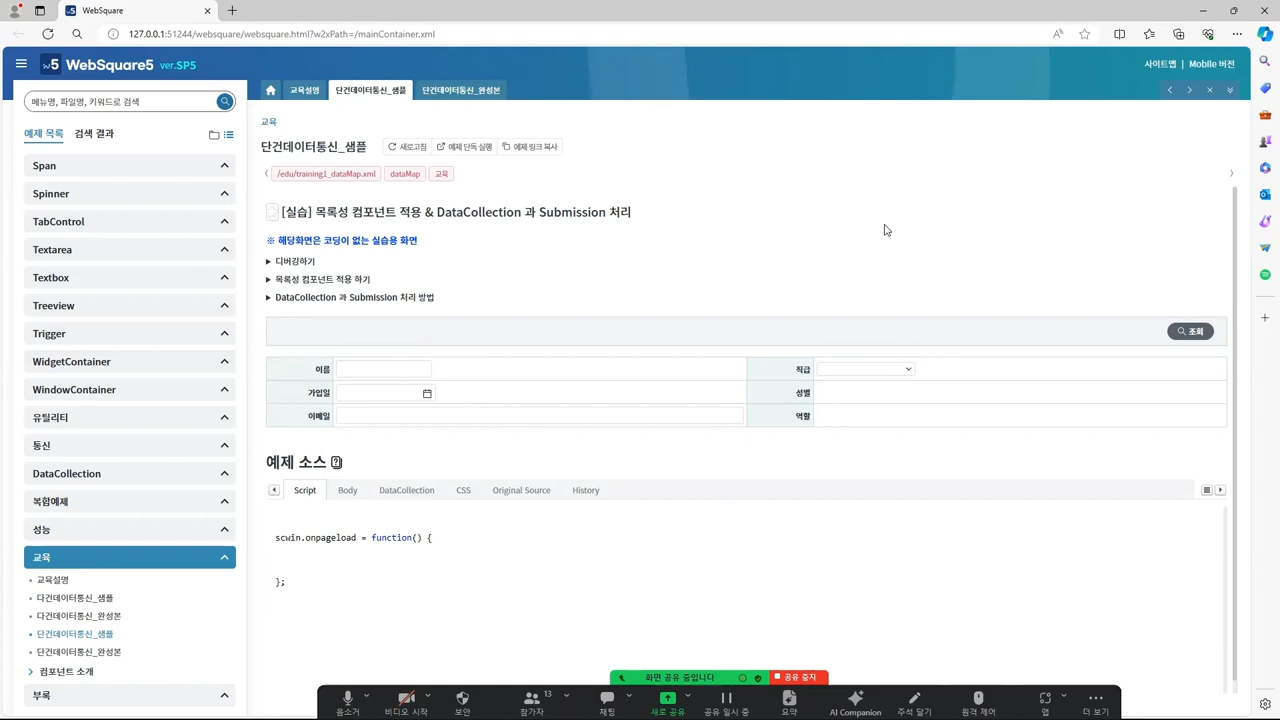 WebSquare
127.0.0.1:51244/websquare/websquare.html?w2xPath=/mainContainer.xml
W5 WebSquare5 ver.SP5
사이트맵 | Mobile 버전
메뉴명, 파일명, 키워드로 검색
예제 목록 검색 결과
Span
Spinner
TabControl
Textarea
Textbox
Treeview
Trigger
WidgetContainer
WindowContainer
유틸리티
통신
DataCollection
복합예제
성능
교육
교육설명
다건데이터통신_샘플
다건데이터통신_완성본
단건데이터통신_샘플
단건데이터통신_완성본
컴포넌트 소개
부록
교육설명 단건데이터통신_샘플 단건데이터통신_완성본
교육
단건데이터통신_샘플 새로고침 예제 단독 실행 예제 링크 복사
/edu/training1_dataMap.xml dataMap 교육
[실습] 목록성 컴포넌트 적용 & DataCollection 과 Submission 처리
※ 해당화면은 코딩이 없는 실습용 화면
▶ 디버깅하기
▶ 목록성 컴포넌트 적용 하기
▶ DataCollection 과 Submission 처리 방법
조회
이름 직급
가입일 성별
이메일 역할
예제 소스
Script Body DataCollection CSS Original Source History
scwin.onpageload = function() {
};
화면 공유 중입니다 공유 중지
음소거 비디오 시작 보안 참가자 13 채팅 새로 공유 공유 일시 중 요약 AI Companion 주석 달기 원격 제어 앱 더 보기